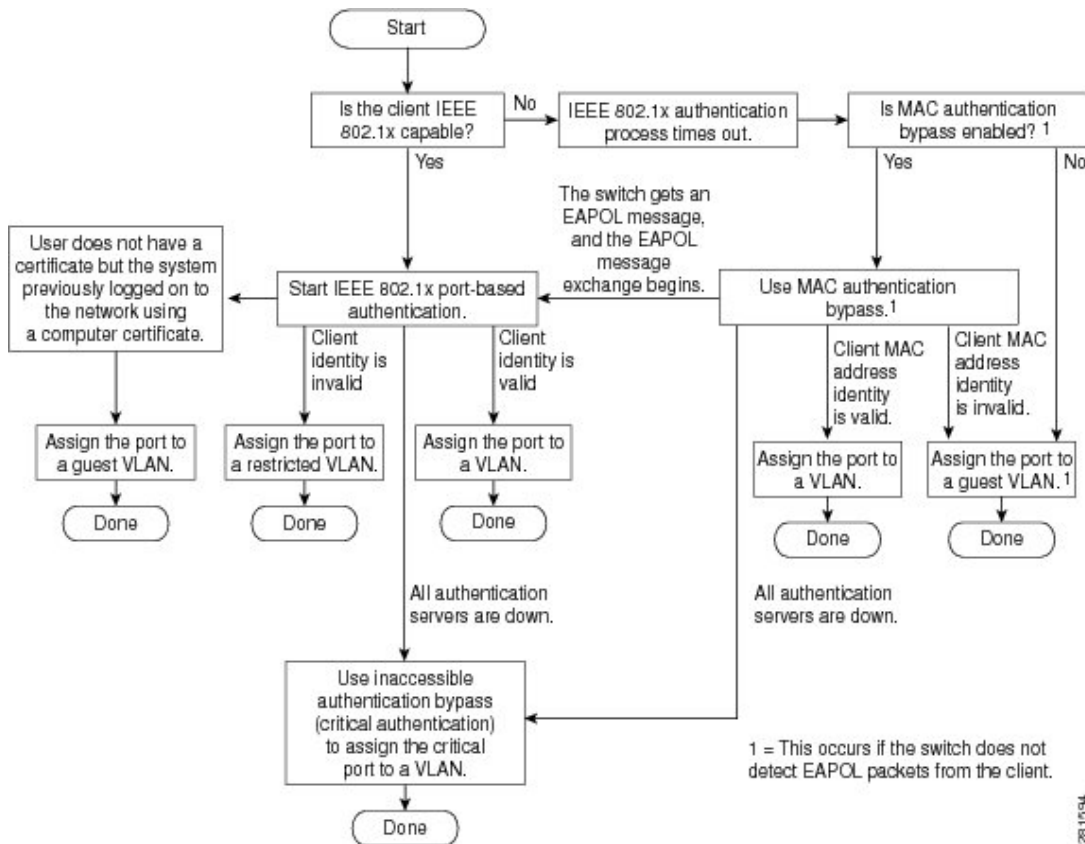 Start
Is the client IEEE
802.1x capable?
No
IEEE 802.1x authentication
process times out.
Is MAC authentication
bypass enabled? 1
Yes
Yes
No
The switch gets an
EAPOL message,
and the EAPOL
message
exchange begins.
User does not have a
certificate but the system
previously logged on to
the network using
a computer certificate.
Start IEEE 802.1x port-based
authentication.
Use MAC authentication
bypass.1
Client
identity is
invalid
Client
identity is
valid
Client MAC
address
identity
is valid.
Client MAC
address
identity
is invalid.
Assign the port to
a guest VLAN.
Assign the port to
a restricted VLAN.
Assign the port to
a VLAN.
Assign the port to
a VLAN.
Assign the port to
a guest VLAN.1
Done
Done
Done
Done
Done
All authentication
servers are down.
All authentication
servers are down.
Use inaccessible
authentication bypass
(critical authentication)
to assign the critical
port to a VLAN.
1 = This occurs if the switch does not
detect EAPOL packets from the client.
Done
281594